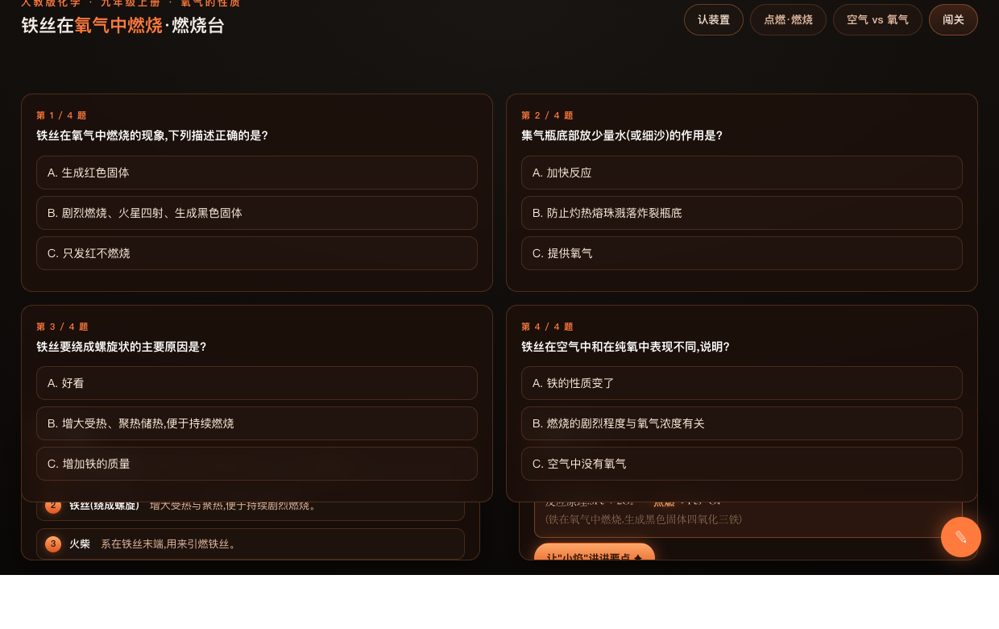 人教版化学 · 九年级上册 · 氧气的性质
铁丝在氧气中燃烧·燃烧台
认装置
点燃·燃烧
空气 vs 氧气
闯关
第 1 / 4 题
铁丝在氧气中燃烧的现象,下列描述正确的是?
A. 生成红色固体
B. 剧烈燃烧、火星四射、生成黑色固体
C. 只发红不燃烧
第 2 / 4 题
集气瓶底部放少量水(或细沙)的作用是?
A. 加快反应
B. 防止灼热熔珠溅落炸裂瓶底
C. 提供氧气
第 3 / 4 题
铁丝要绕成螺旋状的主要原因是?
A. 好看
B. 增大受热、聚热储热,便于持续燃烧
C. 增加铁的质量
第 4 / 4 题
铁丝在空气中和在纯氧中表现不同,说明?
A. 铁的性质变了
B. 燃烧的剧烈程度与氧气浓度有关
C. 空气中没有氧气
2 铁丝(绕成螺旋) 增大受热与聚热,便于持续剧烈燃烧。
3 火柴 系在铁丝末端,用来引燃铁丝。
(铁在氧气中燃烧,生成黑色固体四氧化三铁)
让"小焰"讲讲要点 ✦